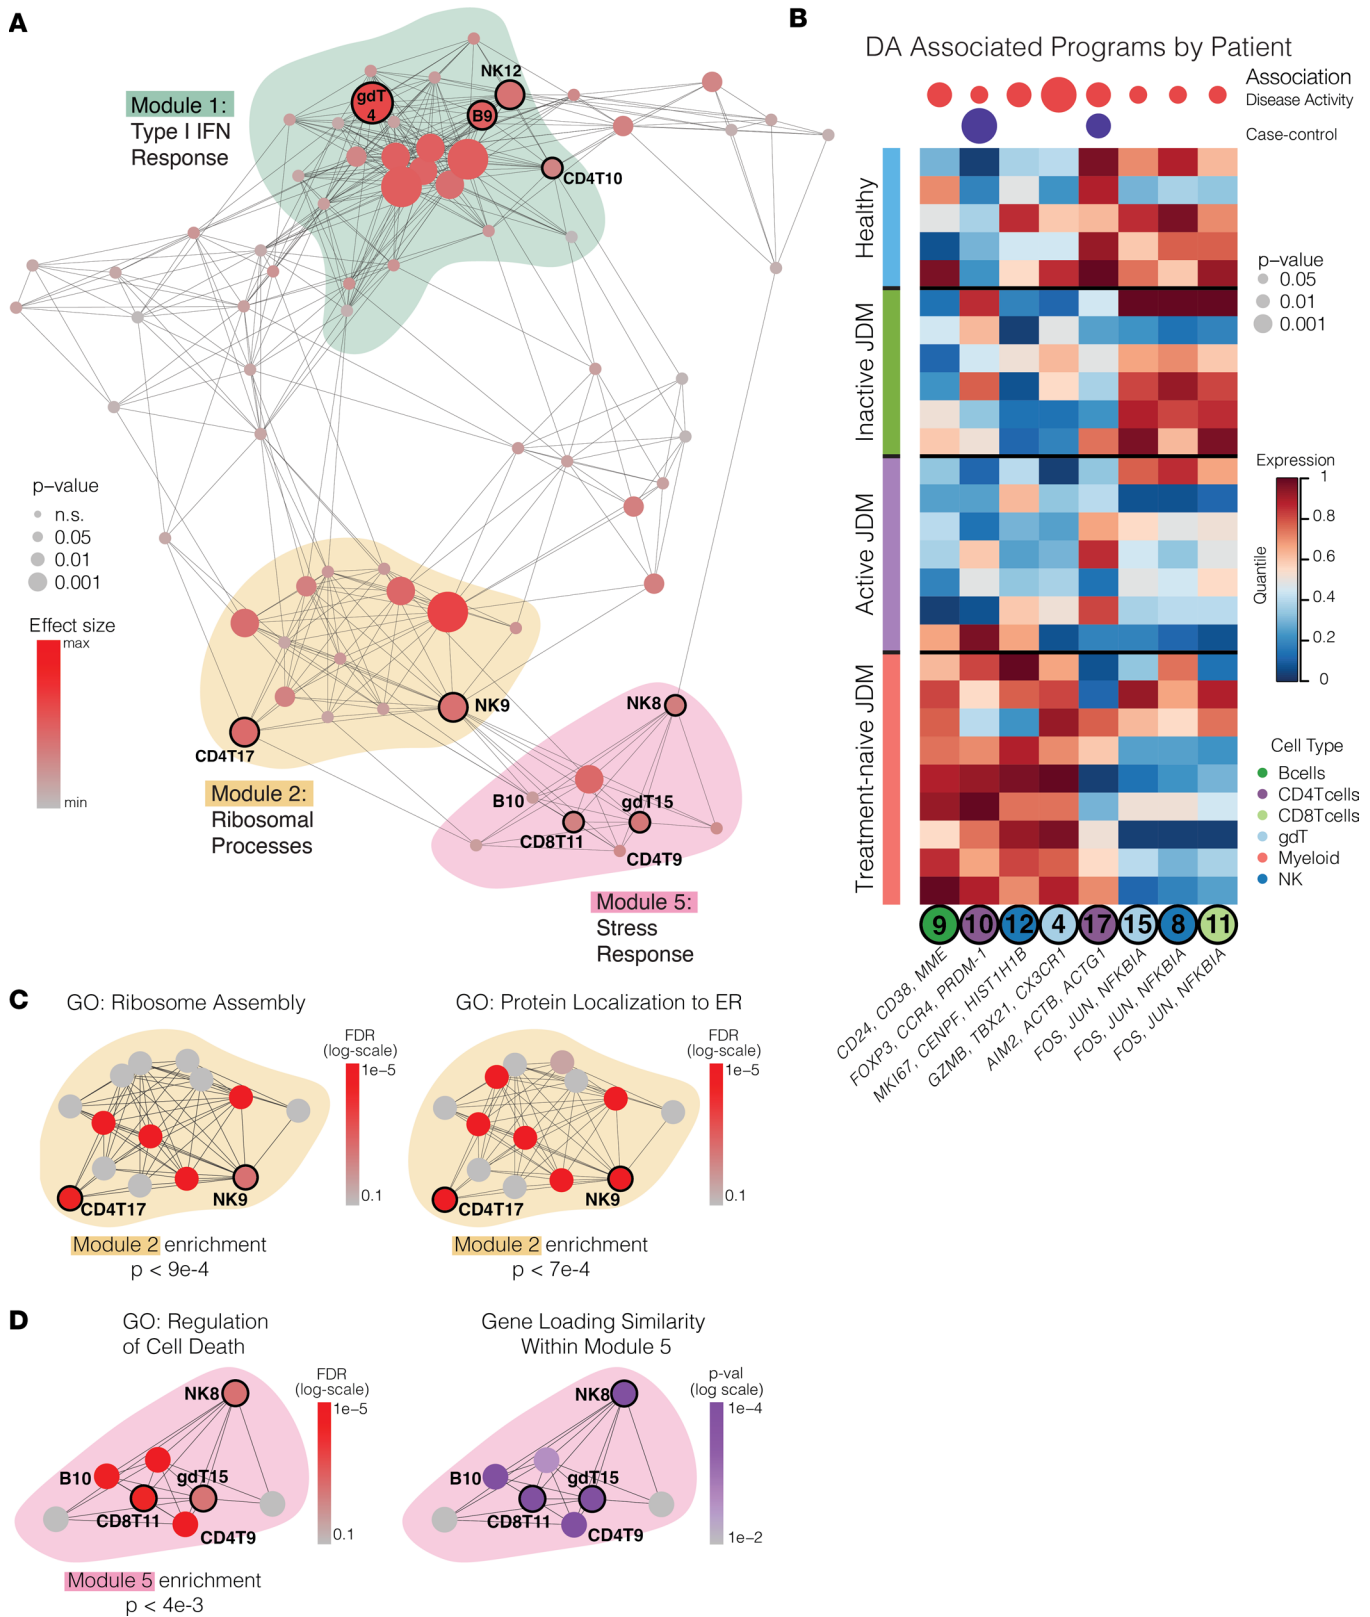 A
Module 1:
Type I IFN
Response
gdT
4
NK12
B9
CD4T10
p–value
n.s.
0.05
0.01
0.001
Effect size
max
min
NK9
CD4T17
Module 2:
Ribosomal
Processes
NK8
B10
gdT15
CD8T11
CD4T9
Module 5:
Stress
Response
B
DA Associated Programs by Patient
Association
Disease Activity
Case-control
Healthy
Inactive JDM
Active JDM
Treatment-naive JDM
p–value
0.05
0.01
0.001
Expression
Quantile
1
0.8
0.6
0.4
0.2
0
Cell Type
Bcells
CD4Tcells
CD8Tcells
gdT
Myeloid
NK
9 10 12 4 17 15 8 11
CD24, CD38, MME
FOXP3, CCR4, PRDM-1
MKI67, CENPF, HIST1H1B
GZMB, TBX21, CX3CR1
AIM2, ACTB, ACTG1
FOS, JUN, NFKBIA
FOS, JUN, NFKBIA
FOS, JUN, NFKBIA
C
GO: Ribosome Assembly
FDR
(log-scale)
1e-5
0.1
CD4T17
NK9
Module 2 enrichment
p < 9e-4
GO: Protein Localization to ER
FDR
(log-scale)
1e-5
0.1
CD4T17
NK9
Module 2 enrichment
p < 7e-4
D
GO: Regulation
of Cell Death
FDR
(log-scale)
1e–5
0.1
NK8
B10
gdT15
CD8T11
CD4T9
Module 5 enrichment
p < 4e-3
Gene Loading Similarity
Within Module 5
p-val
(log scale)
1e–4
1e–2
NK8
B10
gdT15
CD8T11
CD4T9